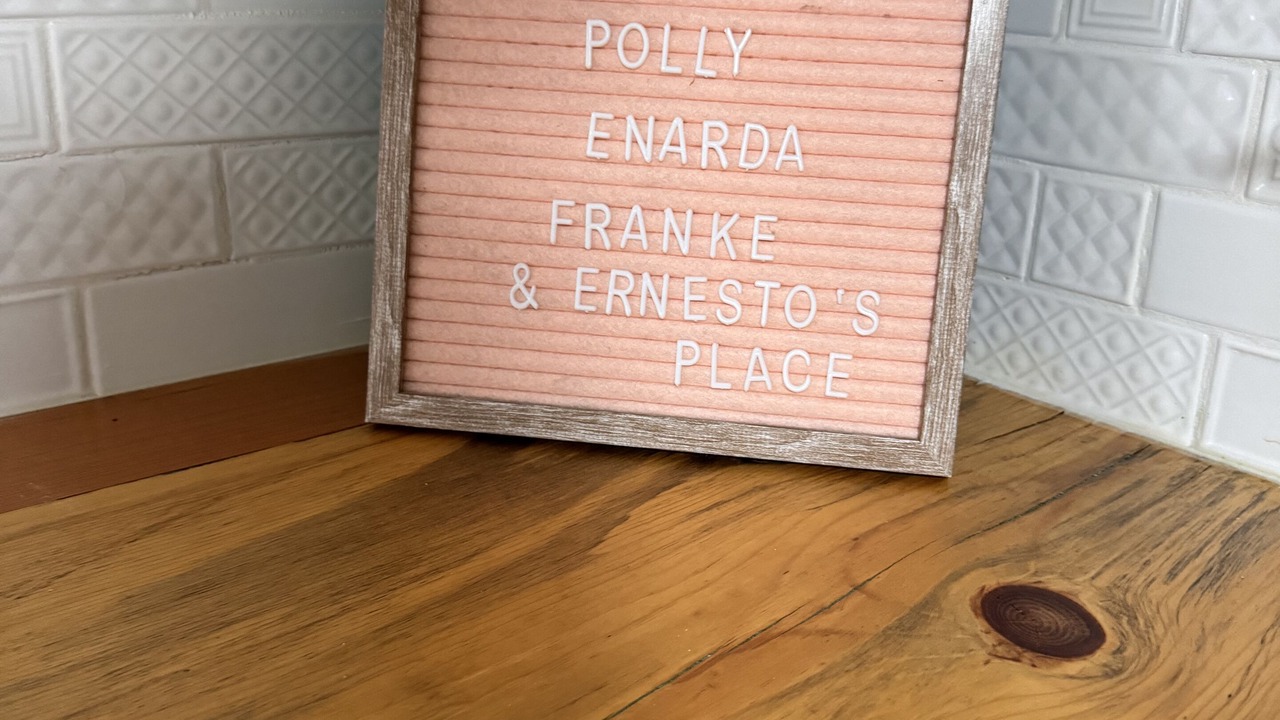 POLLY
ENARDA
FRANKE
& ERNESTO'S
PLACE